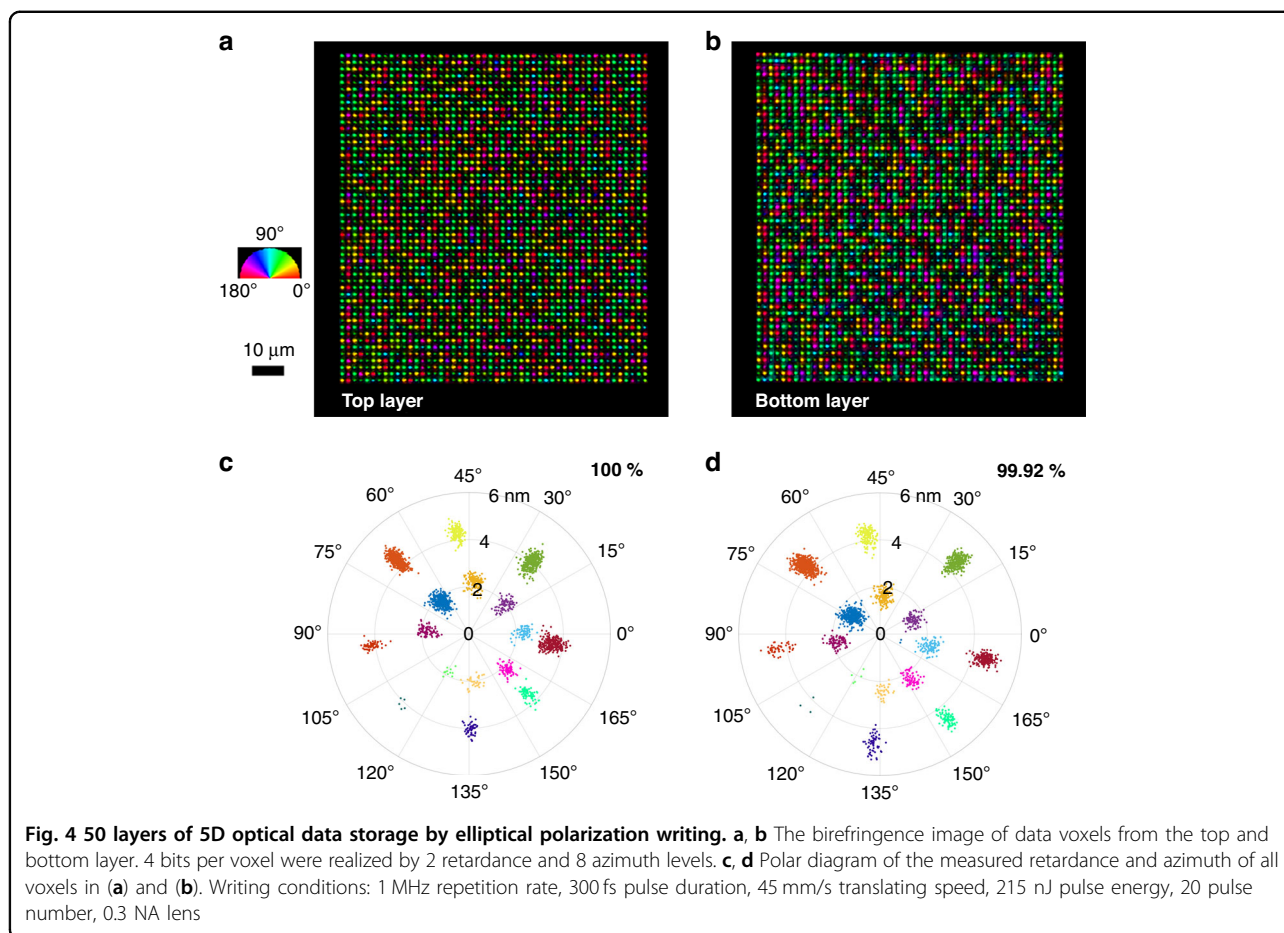 a
b
90°
180° 0°
10 μm
Top layer
Bottom layer
c
100 %
45°
60° 6 nm 30°
75° 4 15°
2
90° 0 0°
105° 165°
120° 150°
135°
d
99.92 %
45°
60° 6 nm 30°
75° 4 15°
2
90° 0 0°
105° 165°
120° 150°
135°
Fig. 4 50 layers of 5D optical data storage by elliptical polarization writing. a, b The birefringence image of data voxels from the top and
bottom layer. 4 bits per voxel were realized by 2 retardance and 8 azimuth levels. c, d Polar diagram of the measured retardance and azimuth of all
voxels in (a) and (b). Writing conditions: 1 MHz repetition rate, 300 fs pulse duration, 45 mm/s translating speed, 215 nJ pulse energy, 20 pulse
number, 0.3 NA lens